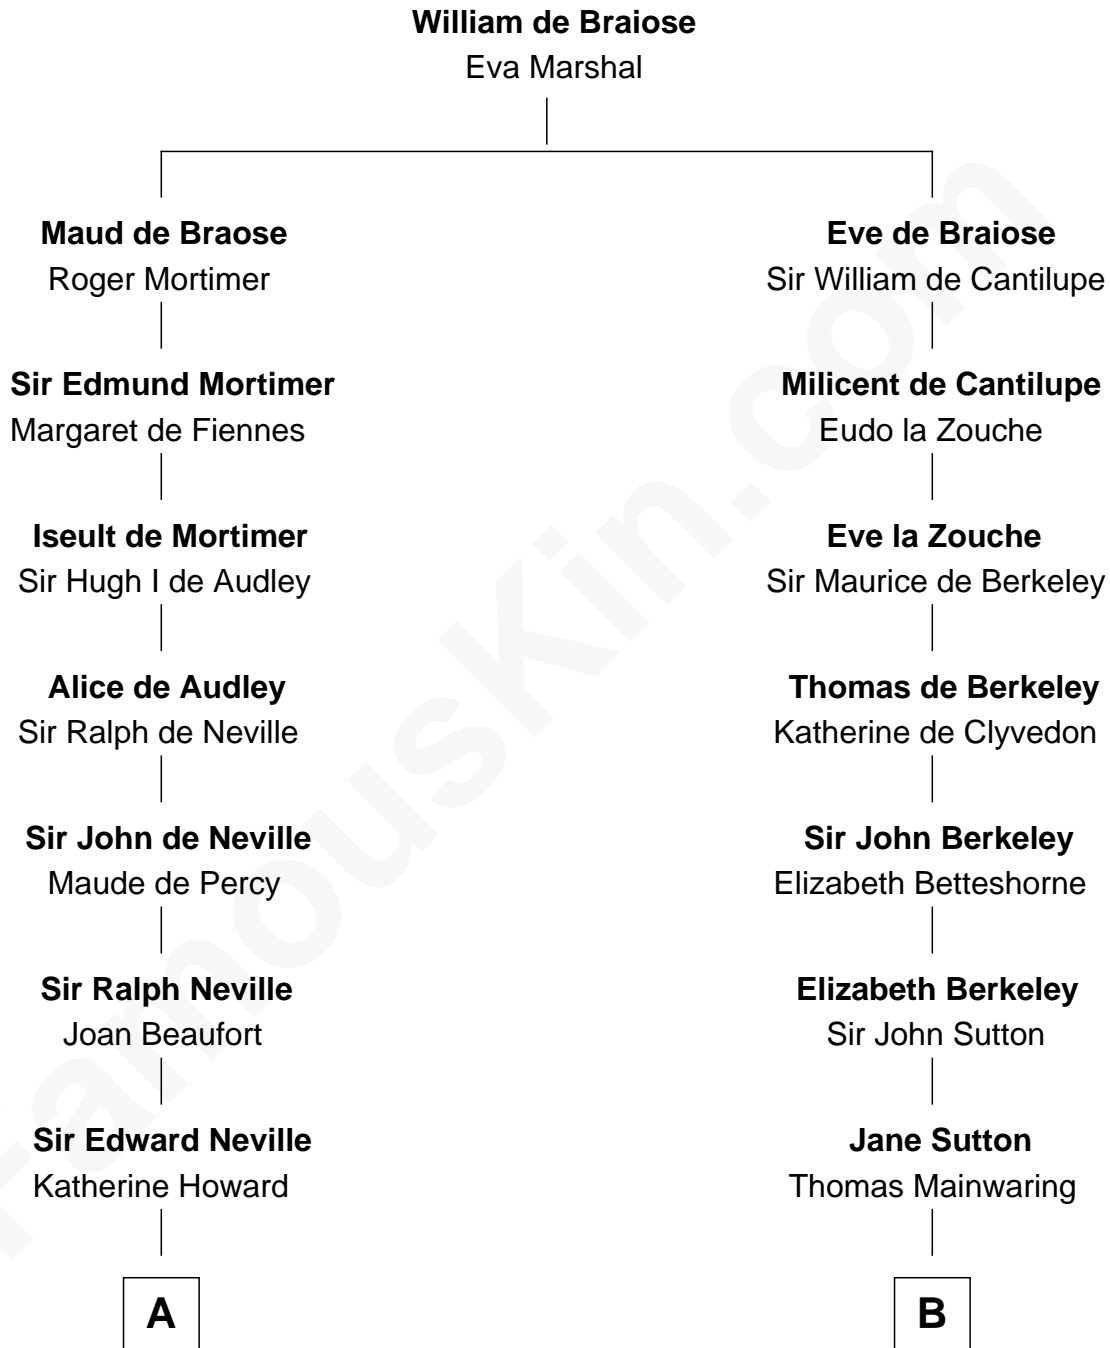 William de Braiose
Eva Marshal
Maud de Braose
Roger Mortimer
Eve de Braiose
Sir William de Cantilupe
Sir Edmund Mortimer
Margaret de Fiennes
Milicent de Cantilupe
Eudo la Zouche
Iseult de Mortimer
Sir Hugh I de Audley
Eve la Zouche
Sir Maurice de Berkeley
Alice de Audley
Sir Ralph de Neville
Thomas de Berkeley
Katherine de Clyvedon
Sir John de Neville
Maude de Percy
Sir John Berkeley
Elizabeth Betteshorne
Sir Ralph Neville
Joan Beaufort
Elizabeth Berkeley
Sir John Sutton
Sir Edward Neville
Katherine Howard
Jane Sutton
Thomas Mainwaring
A
B
FamousKin.com